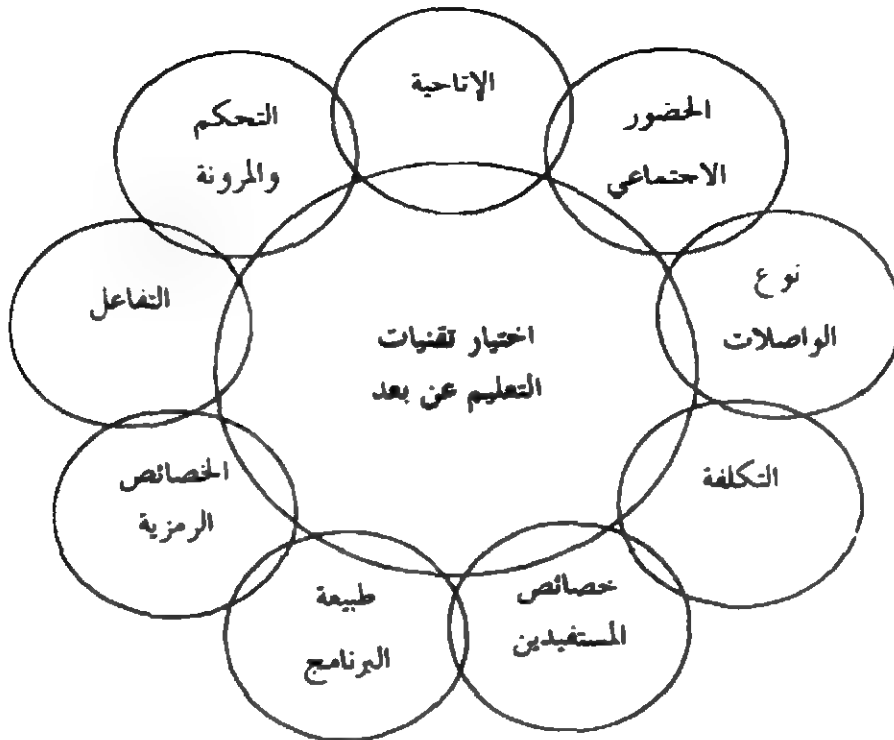 الإتاحية
الحضور
الاجتماعي
نوع
الواصلات
التكلفة
خصائص
المستفيدين
طبيعة
البرنامج
الخصائص
الرمزية
التفاعل
التحكم
والمرونة
اختيار تقنيات
التعليم عن بعد